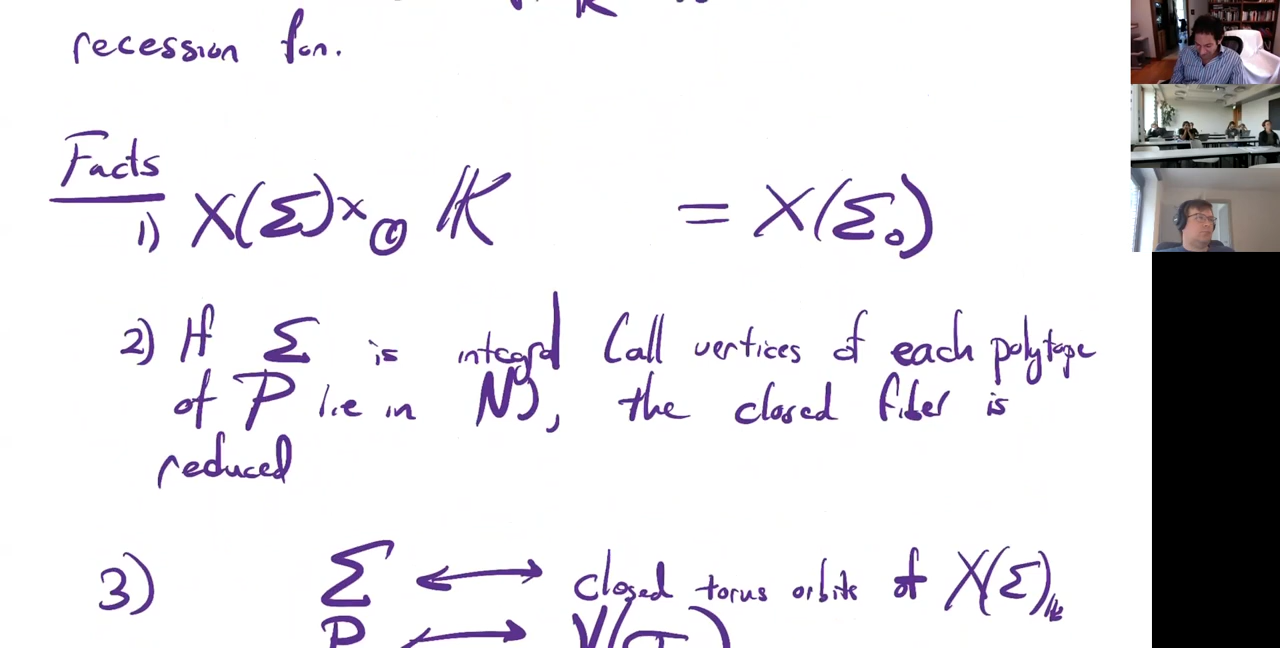 recession fan.
Facts
1) X(Σ) ×_𝒪 𝕂 = X(Σ₀)
2) If Σ is integral (all vertices of each polytope
of P lie in N), the closed fiber is
reduced
3) Σ ↔ closed torus orbits of X(Σ)_𝕜
P ↔ V(σ)